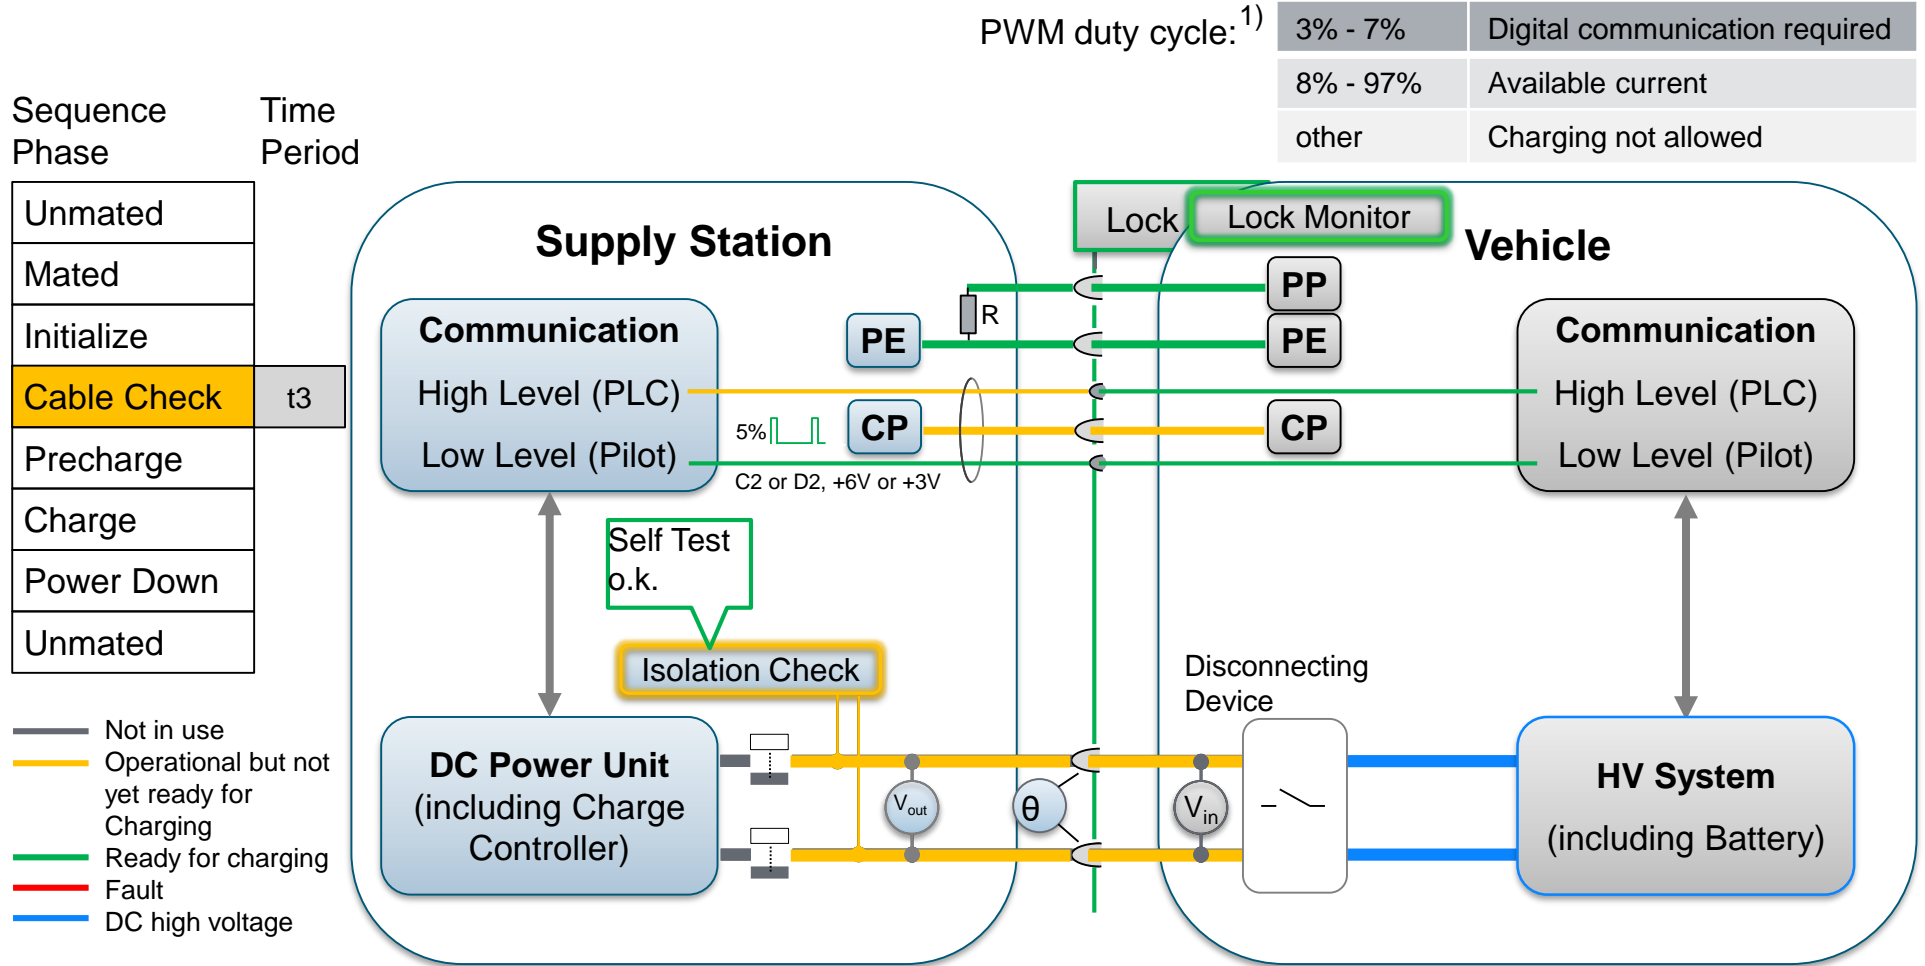 PWM duty cycle: 1)
3% - 7% Digital communication required
8% - 97% Available current
other Charging not allowed
Sequence Phase
Time Period
Unmated
Mated
Initialize
Cable Check t3
Precharge
Charge
Power Down
Unmated
Not in use
Operational but not
yet ready for
Charging
Ready for charging
Fault
DC high voltage
Supply Station
Communication
High Level (PLC)
Low Level (Pilot)
PE
R
CP
5%
C2 or D2, +6V or +3V
Self Test
o.k.
Isolation Check
DC Power Unit
(including Charge
Controller)
Vout
θ
Lock
Lock Monitor
Vehicle
PP
PE
CP
Communication
High Level (PLC)
Low Level (Pilot)
Disconnecting
Device
Vin
HV System
(including Battery)